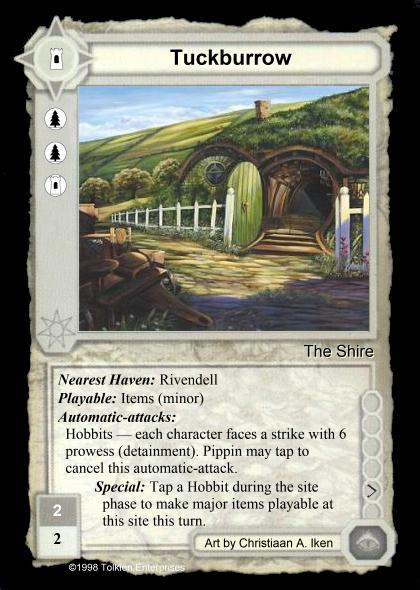 Tuckburrow
The Shire
Nearest Haven: Rivendell
Playable: Items (minor)
Automatic-attacks:
Hobbits — each character faces a strike with 6
prowess (detainment). Pippin may tap to
cancel this automatic-attack.
Special: Tap a Hobbit during the site
phase to make major items playable at
this site this turn.
2
2
Art by Christiaan A. Iken
©1998 Tolkien Enterprises